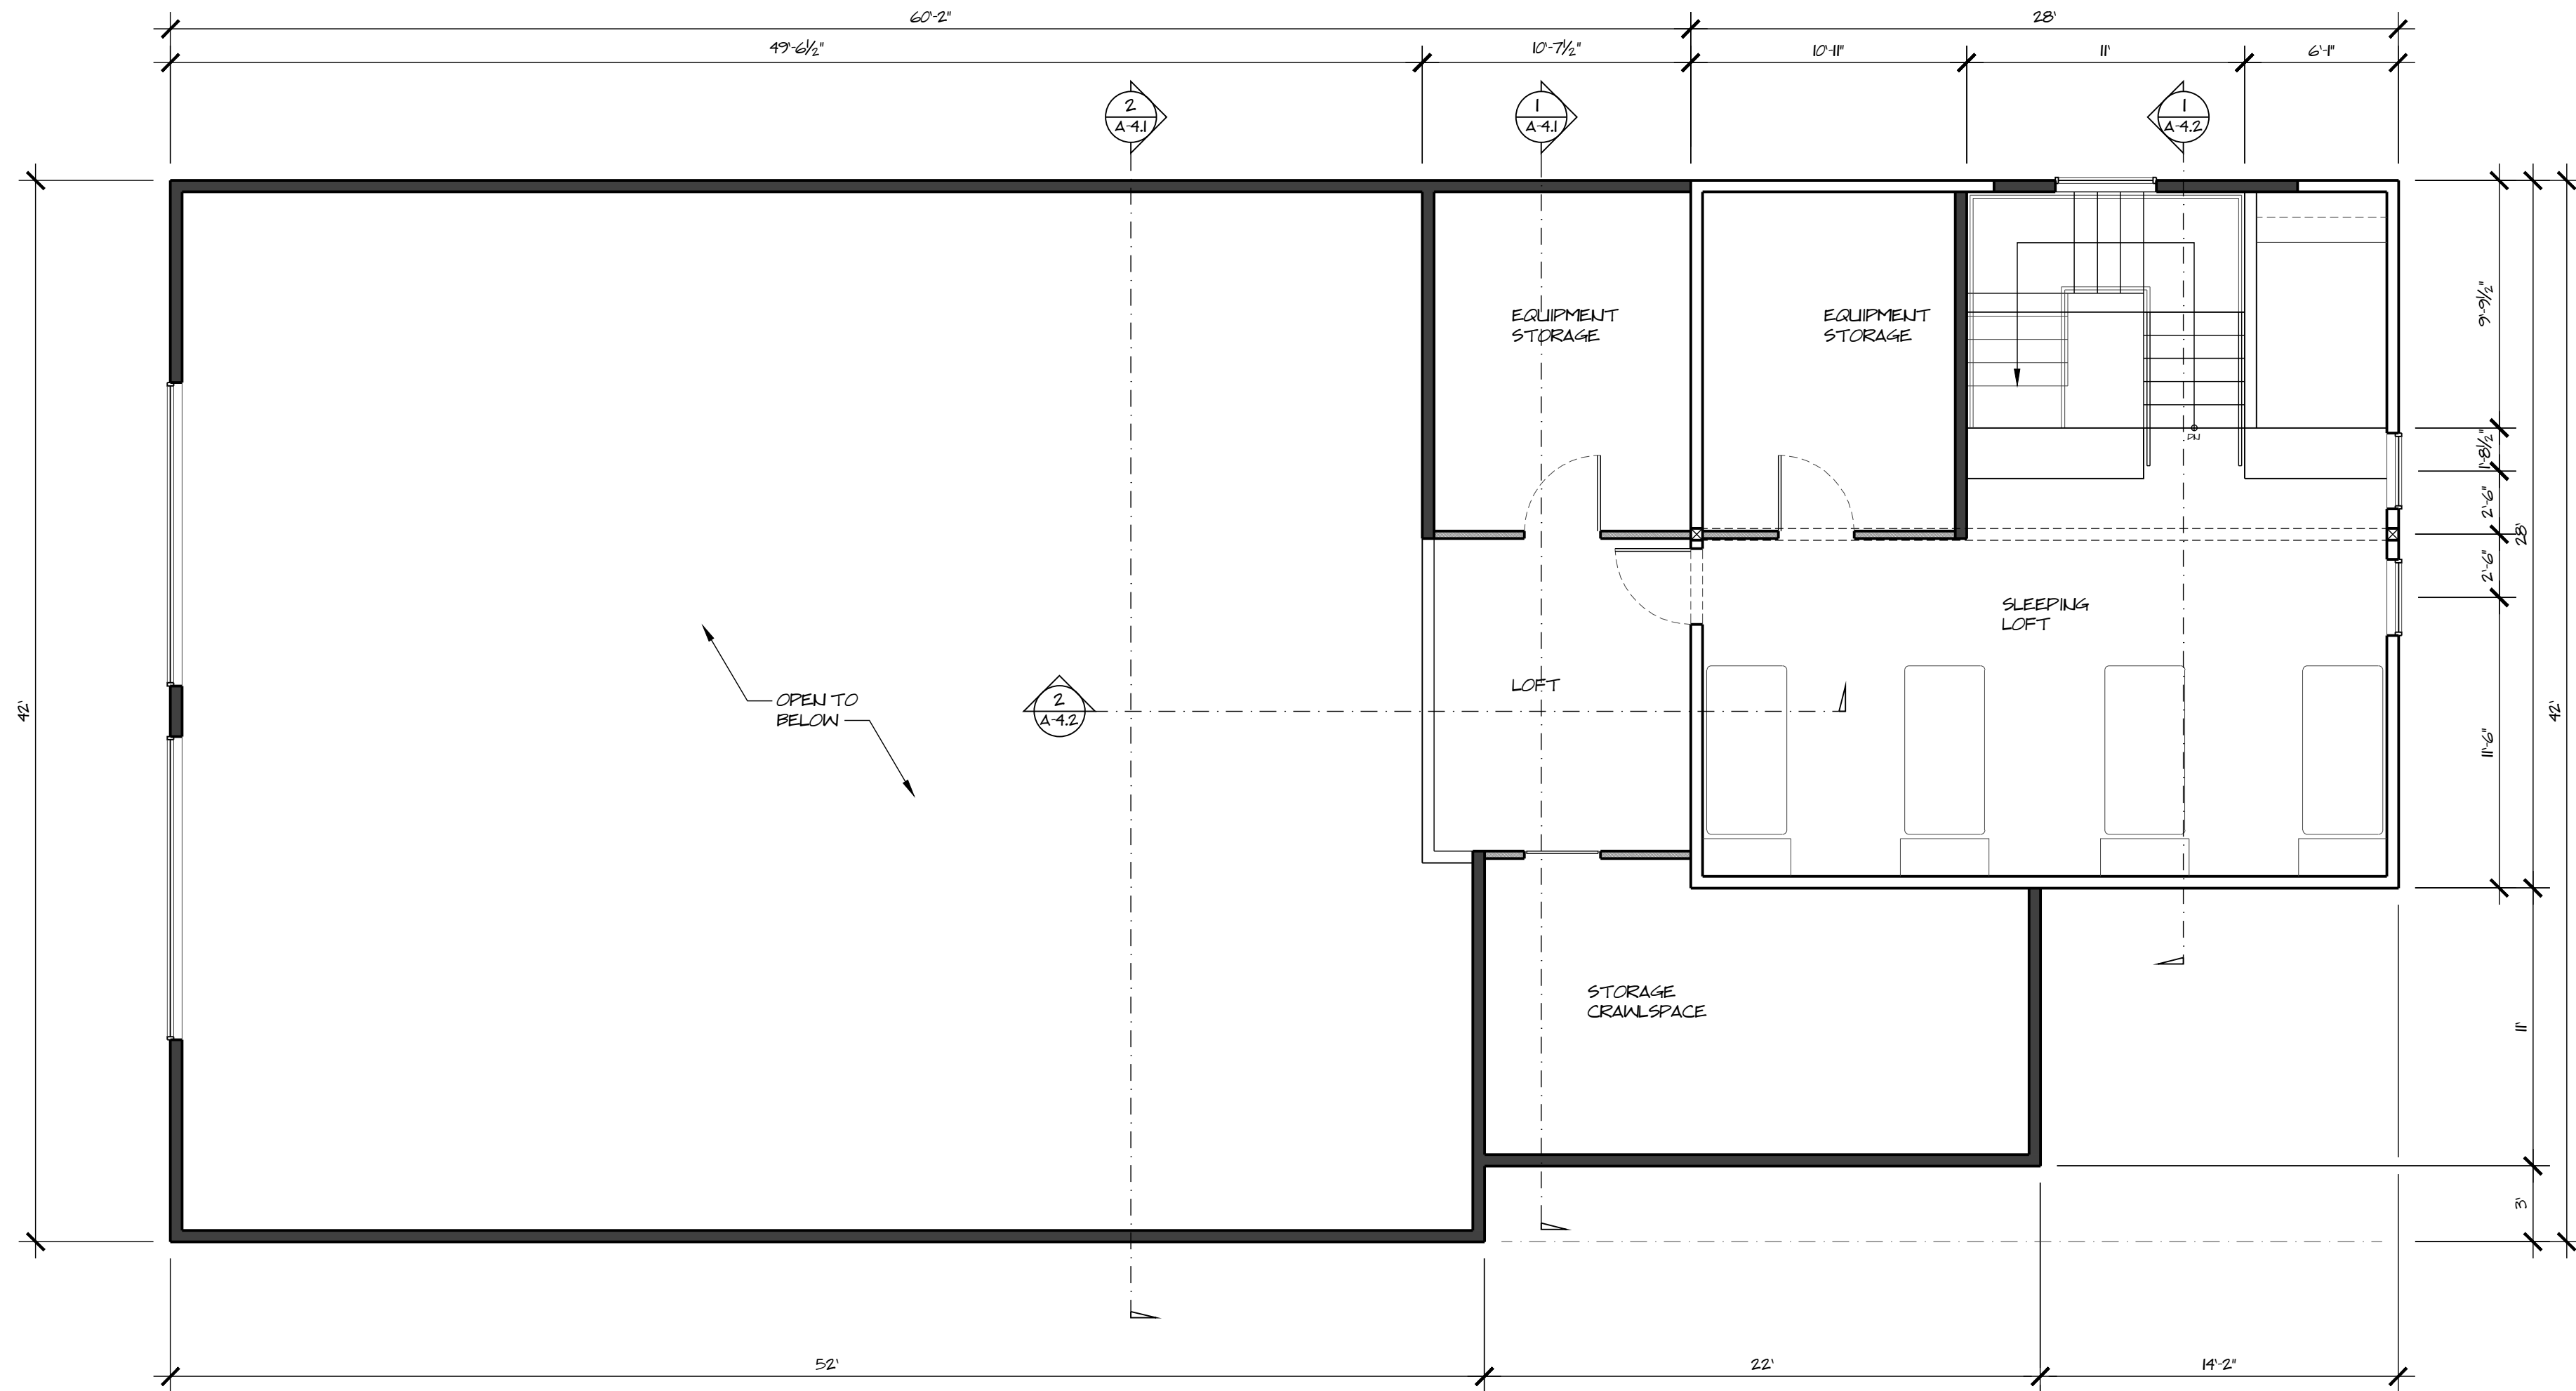 60'-2"
28'
49'-6½"
10'-7½"
10'-11"
11'
6'-1"
2
A-4.1
1
A-4.1
1
A-4.2
EQUIPMENT
STORAGE
EQUIPMENT
STORAGE
DN
9'-9½"
1'-8½"
2'-6"
28'
2'-6"
SLEEPING
LOFT
42'
OPEN TO
BELOW
2
A-4.2
LOFT
11'-6"
42'
STORAGE
CRAWLSPACE
11'
3'
52'
22'
14'-2"